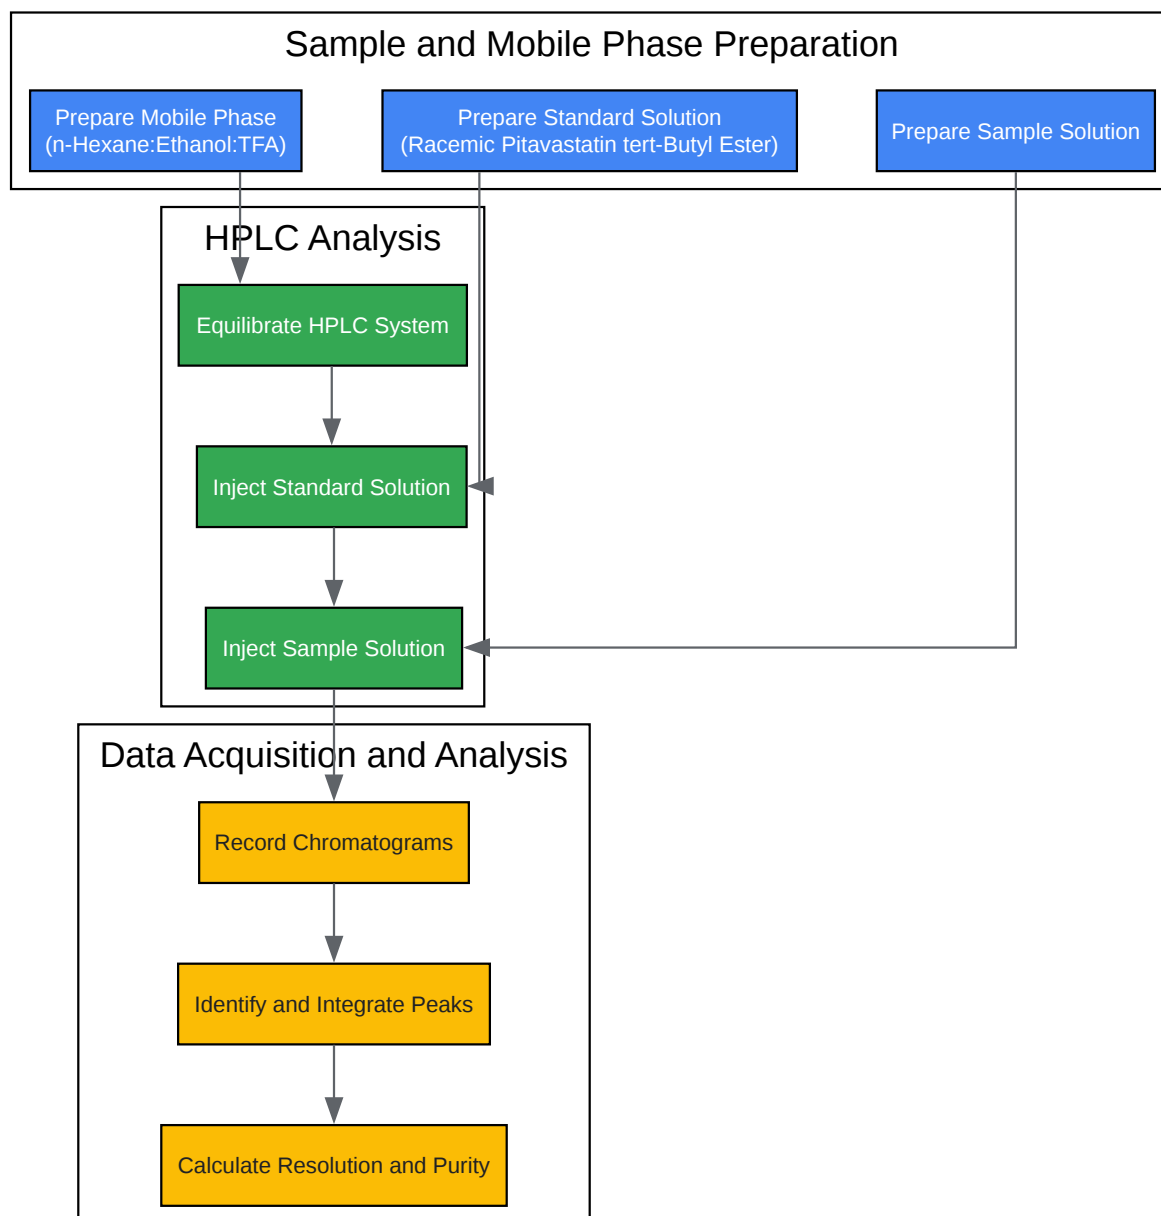 Sample and Mobile Phase Preparation
Prepare Mobile Phase
(n-Hexane:Ethanol:TFA)
Prepare Standard Solution
(Racemic Pitavastatin tert-Butyl Ester)
Prepare Sample Solution
HPLC Analysis
Equilibrate HPLC System
Inject Standard Solution
Inject Sample Solution
Data Acquisition and Analysis
Record Chromatograms
Identify and Integrate Peaks
Calculate Resolution and Purity